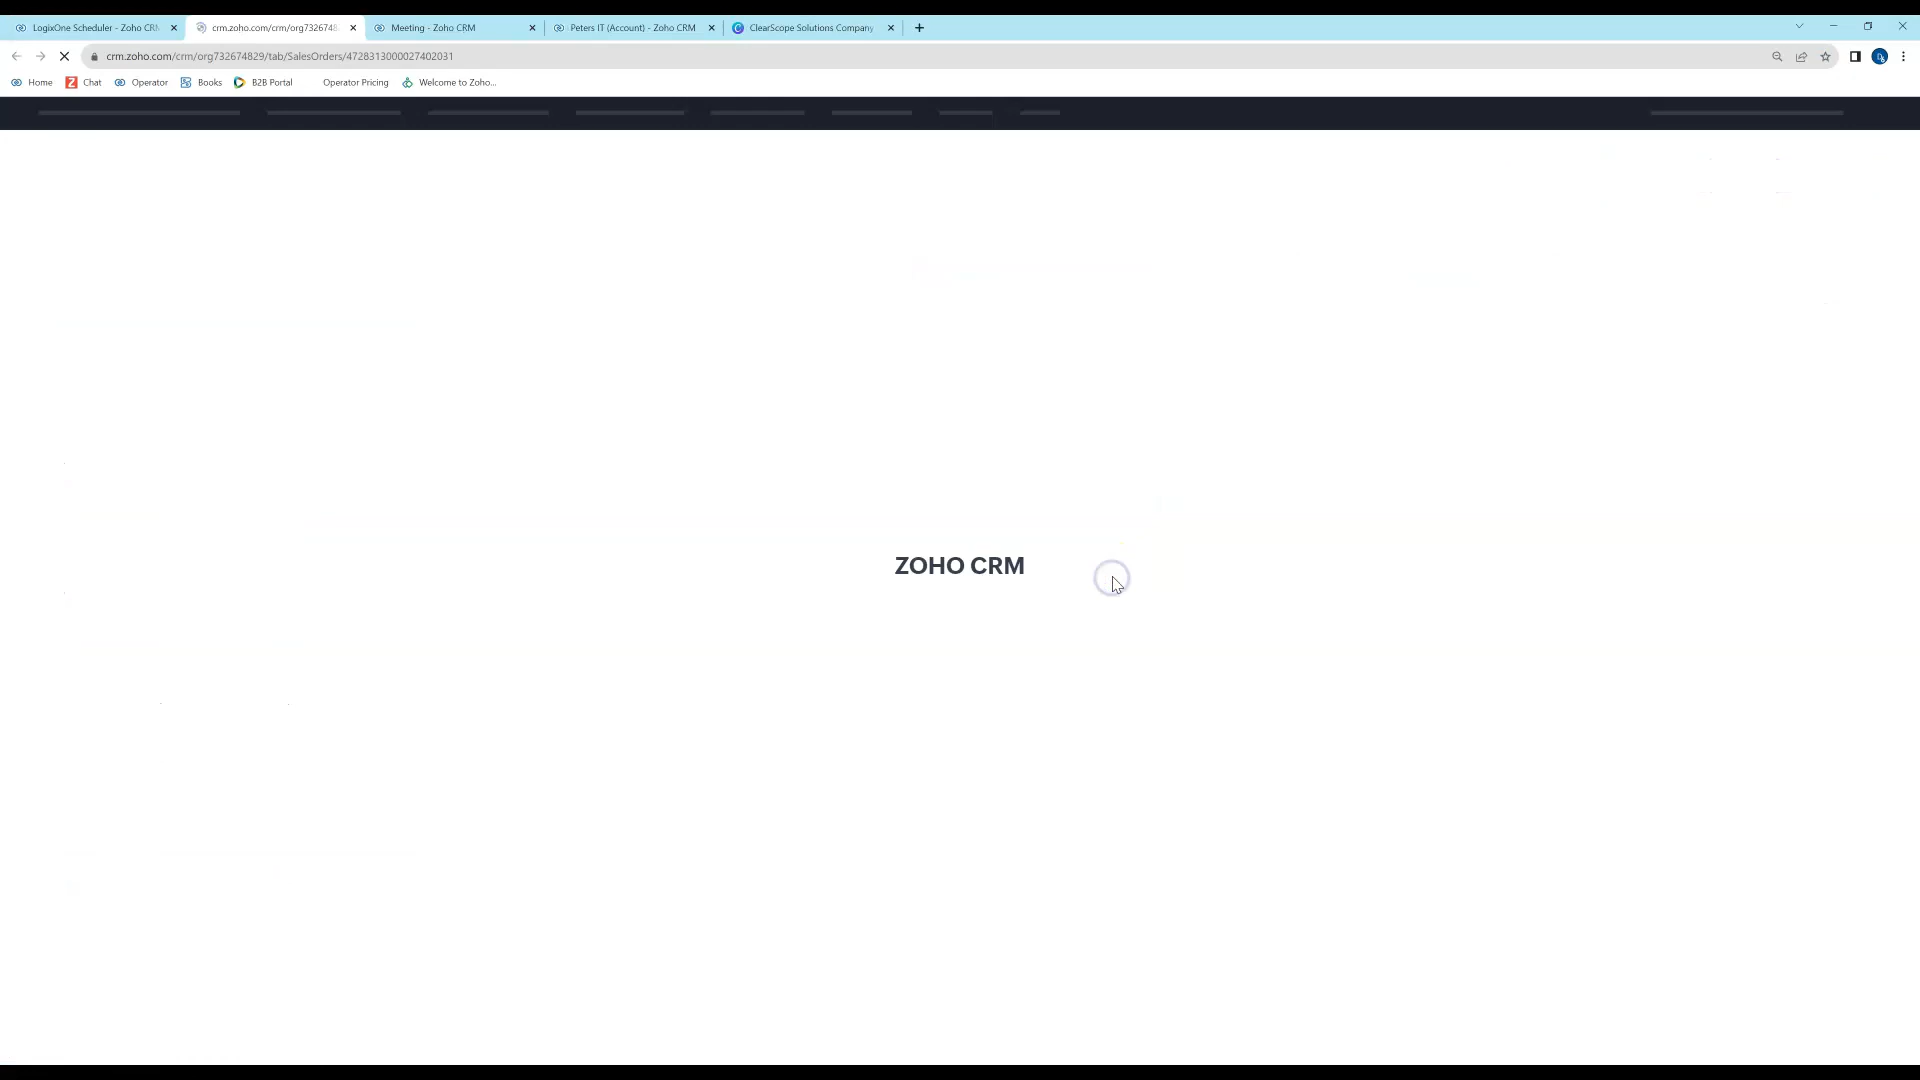 LogixOne Scheduler - Zoho CRM
crm.zoho.com/crm/org7326748
Meeting - Zoho CRM
Peters IT (Account) - Zoho CRM
ClearScope Solutions Company
crm.zoho.com/crm/org732674829/tab/SalesOrders/4728313000027402031
Home
Chat
Operator
Books
B2B Portal
Operator Pricing
Welcome to Zoho...
ZOHO CRM